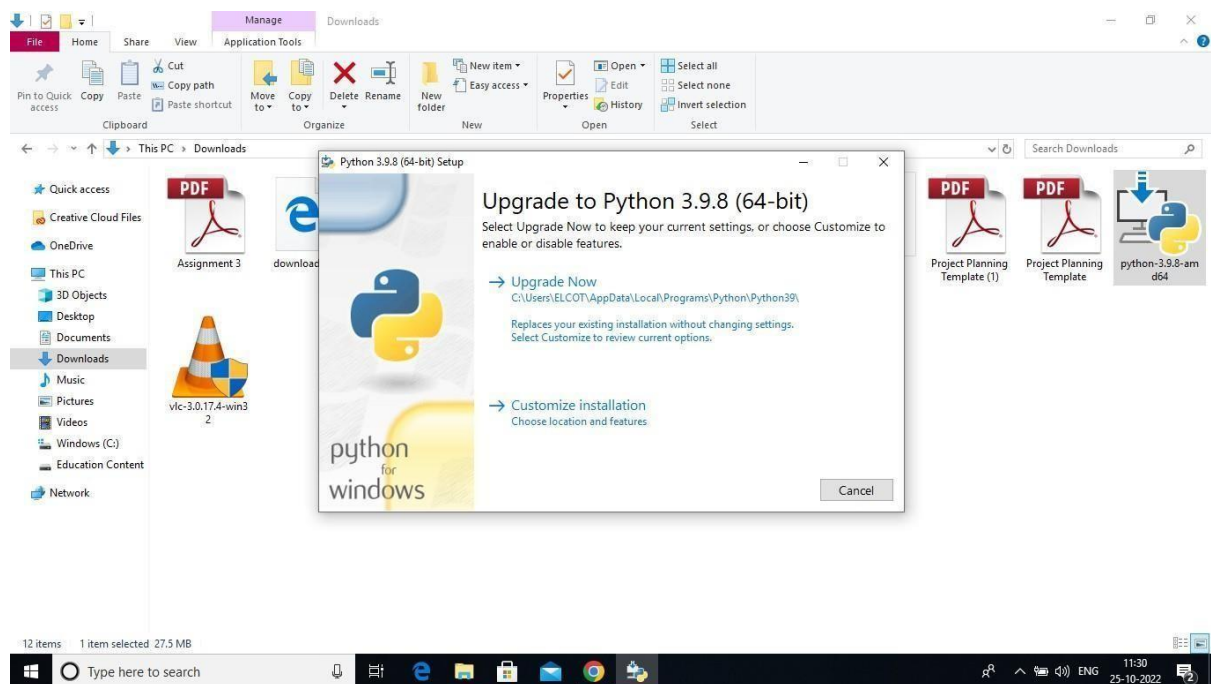 Manage
Downloads
File
Home
Share
View
Application Tools
Pin to Quick access
Copy
Paste
Cut
Copy path
Paste shortcut
Clipboard
Move to
Copy to
Delete
Rename
Organize
New folder
New item
Easy access
New
Properties
Open
Edit
History
Open
Select all
Select none
Invert selection
Select
This PC > Downloads
Search Downloads
Quick access
Creative Cloud Files
OneDrive
This PC
3D Objects
Desktop
Documents
Downloads
Music
Pictures
Videos
Windows (C:)
Education Content
Network
PDF
Assignment 3
download
vlc-3.0.17.4-win3
2
Python 3.9.8 (64-bit) Setup
Upgrade to Python 3.9.8 (64-bit)
Select Upgrade Now to keep your current settings, or choose Customize to
enable or disable features.
Upgrade Now
C:\Users\ELCOT\AppData\Local\Programs\Python\Python39\
Replaces your existing installation without changing settings.
Select Customize to review current options.
Customize installation
Choose location and features
python
for
windows
Cancel
PDF
Project Planning
Template (1)
PDF
Project Planning
Template
python-3.9.8-am
d64
12 items
1 item selected
27.5 MB
Type here to search
ENG
11:30
25-10-2022
2